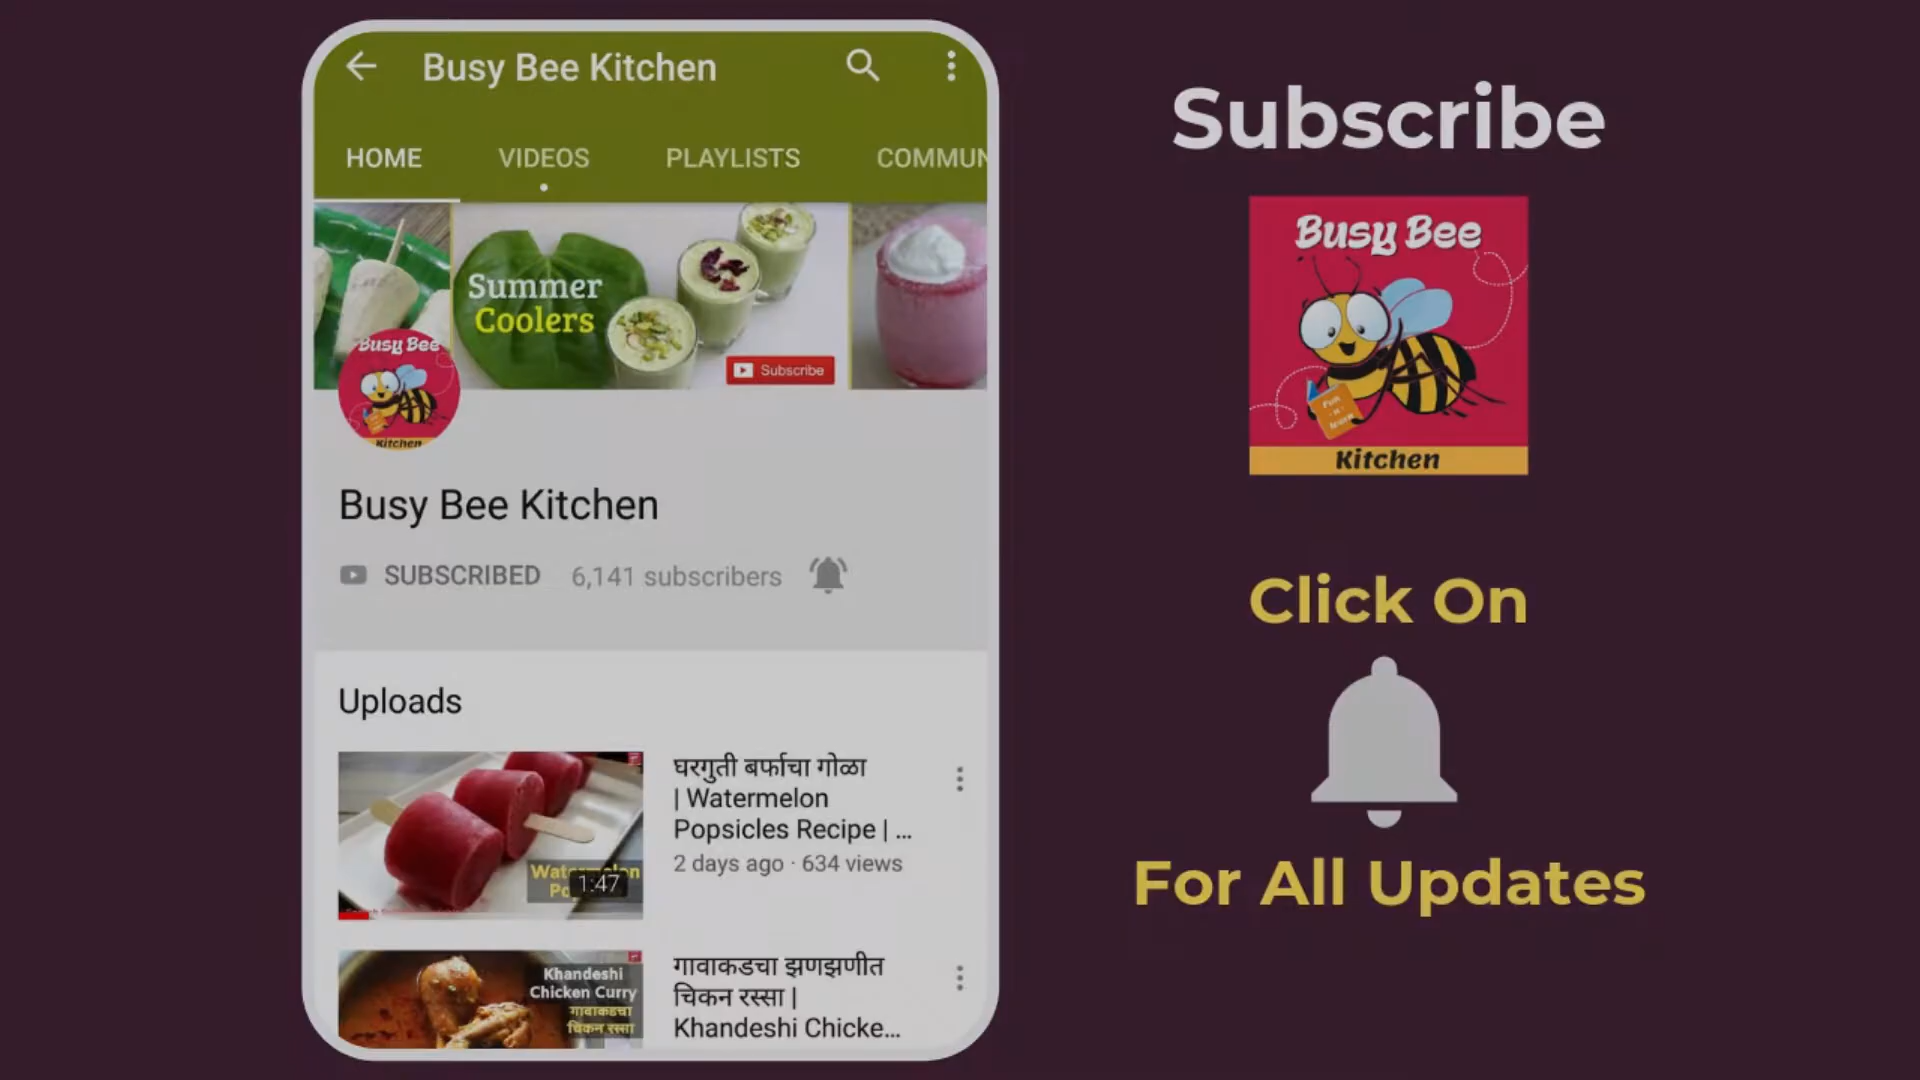 Busy Bee Kitchen
HOME VIDEOS PLAYLISTS COMMUN
Summer
Coolers
Subscribe
Busy Bee
Kitchen
Busy Bee Kitchen
SUBSCRIBED 6,141 subscribers
Uploads
1:47
घरगुती बर्फाचा गोळा
| Watermelon
Popsicles Recipe | ...
2 days ago · 634 views
Khandeshi
Chicken Curry
गावाकडचा
चिकन रस्सा
गावाकडचा झणझणीत
चिकन रस्सा |
Khandeshi Chicke...
Subscribe
Busy Bee
Kitchen
Click On
For All Updates